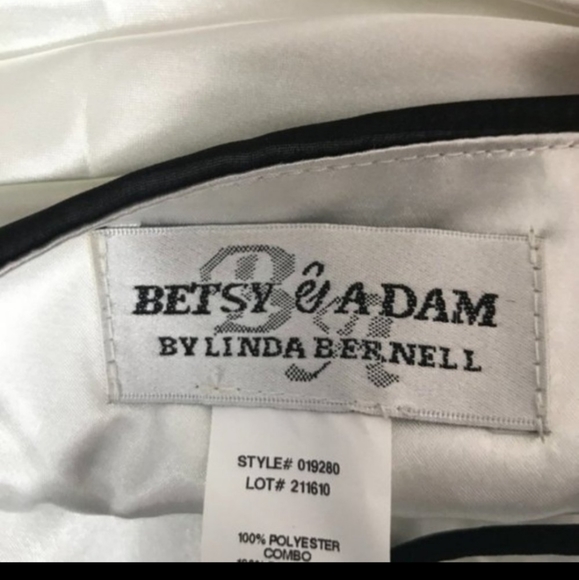 BETSY & ADAM
BY LINDA BERNELL
STYLE# 019280
LOT# 211610
100% POLYESTER
COMBO